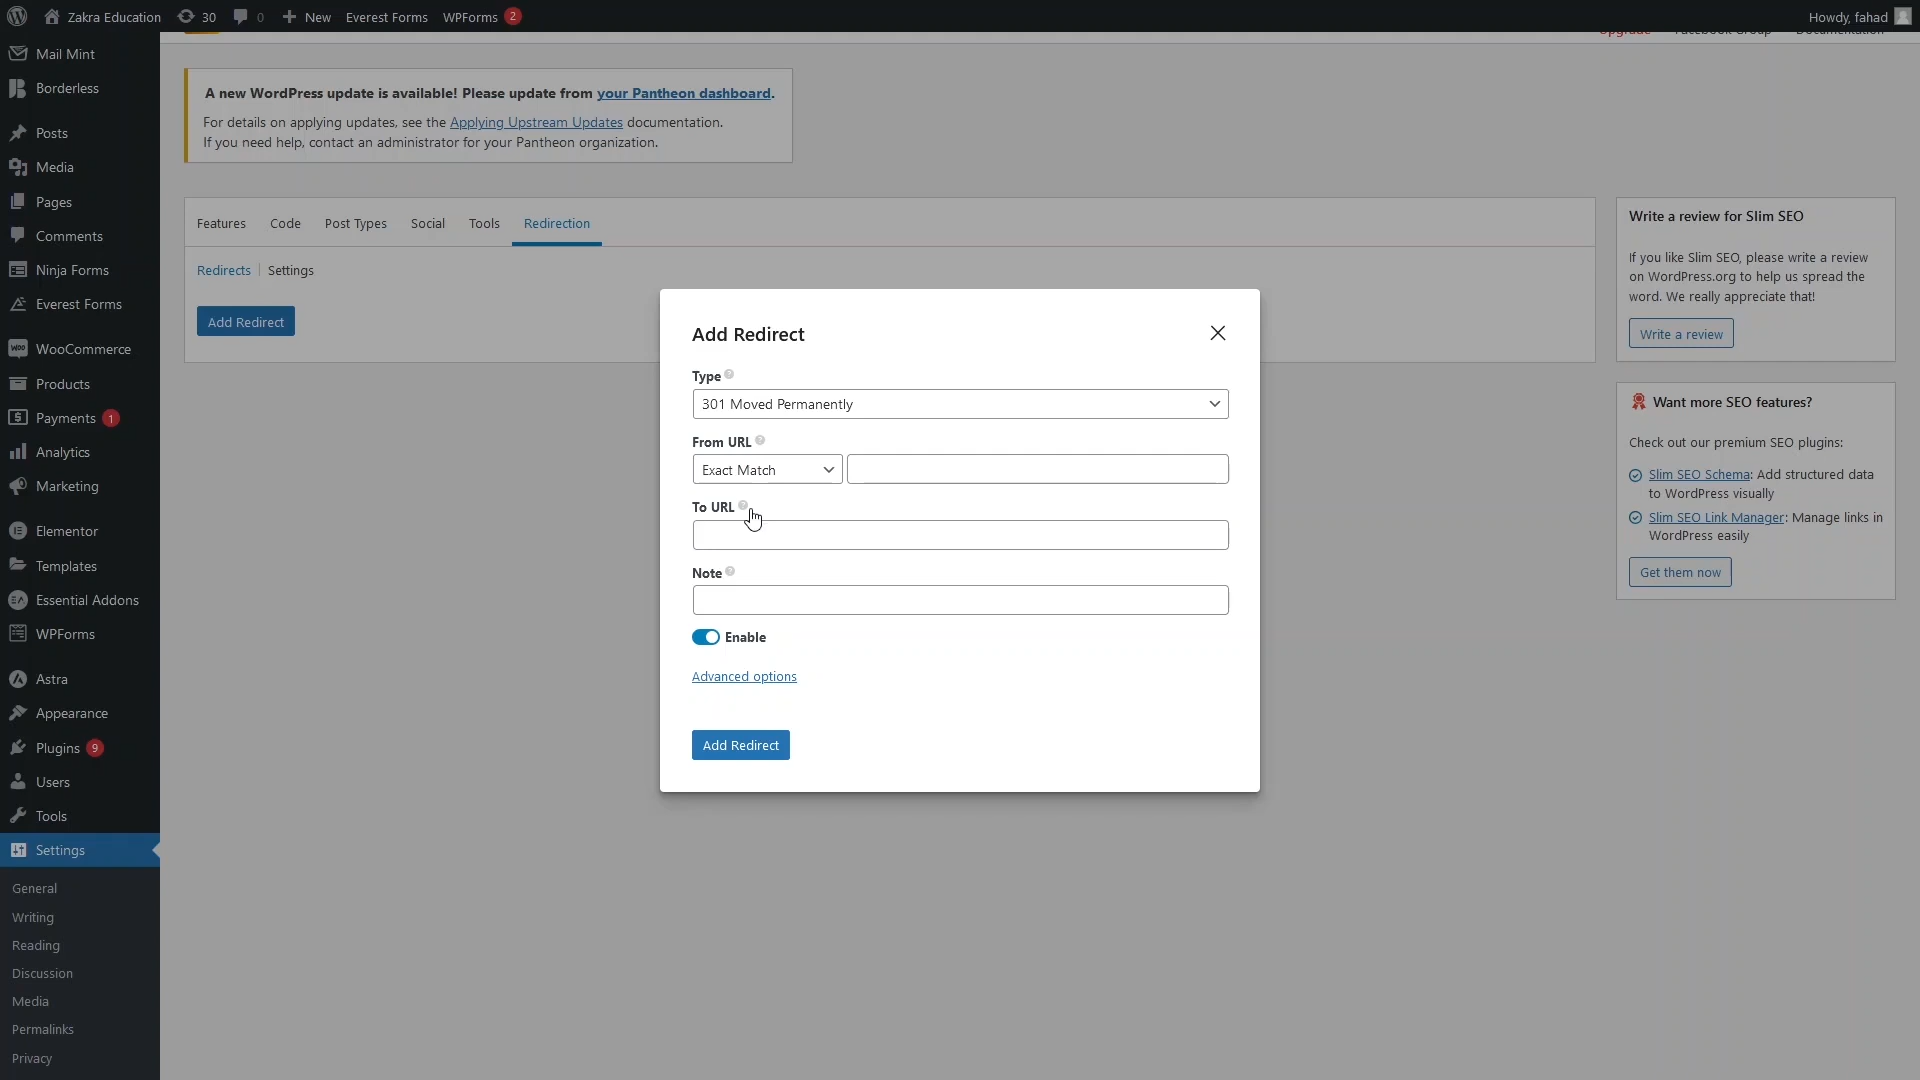 Zakra Education
30
0
New
Everest Forms
WPForms 2
Howdy, fahad
Upgrade
Facebook Group
Documentation
Mail Mint
Borderless
Posts
Media
Pages
Comments
Ninja Forms
Everest Forms
WooCommerce
Products
Payments 1
Analytics
Marketing
Elementor
Templates
Essential Addons
WPForms
Astra
Appearance
Plugins 9
Users
Tools
Settings
General
Writing
Reading
Discussion
Media
Permalinks
Privacy
A new WordPress update is available! Please update from your Pantheon dashboard.
For details on applying updates, see the Applying Upstream Updates documentation.
If you need help, contact an administrator for your Pantheon organization.
Features
Code
Post Types
Social
Tools
Redirection
Redirects
Settings
Add Redirect
Add Redirect
Type
301 Moved Permanently
From URL
Exact Match
To URL
Note
Enable
Advanced options
Add Redirect
Write a review for Slim SEO
If you like Slim SEO, please write a review
on WordPress.org to help us spread the
word. We really appreciate that!
Write a review
Want more SEO features?
Check out our premium SEO plugins:
Slim SEO Schema: Add structured data
to WordPress visually
Slim SEO Link Manager: Manage links in
WordPress easily
Get them now